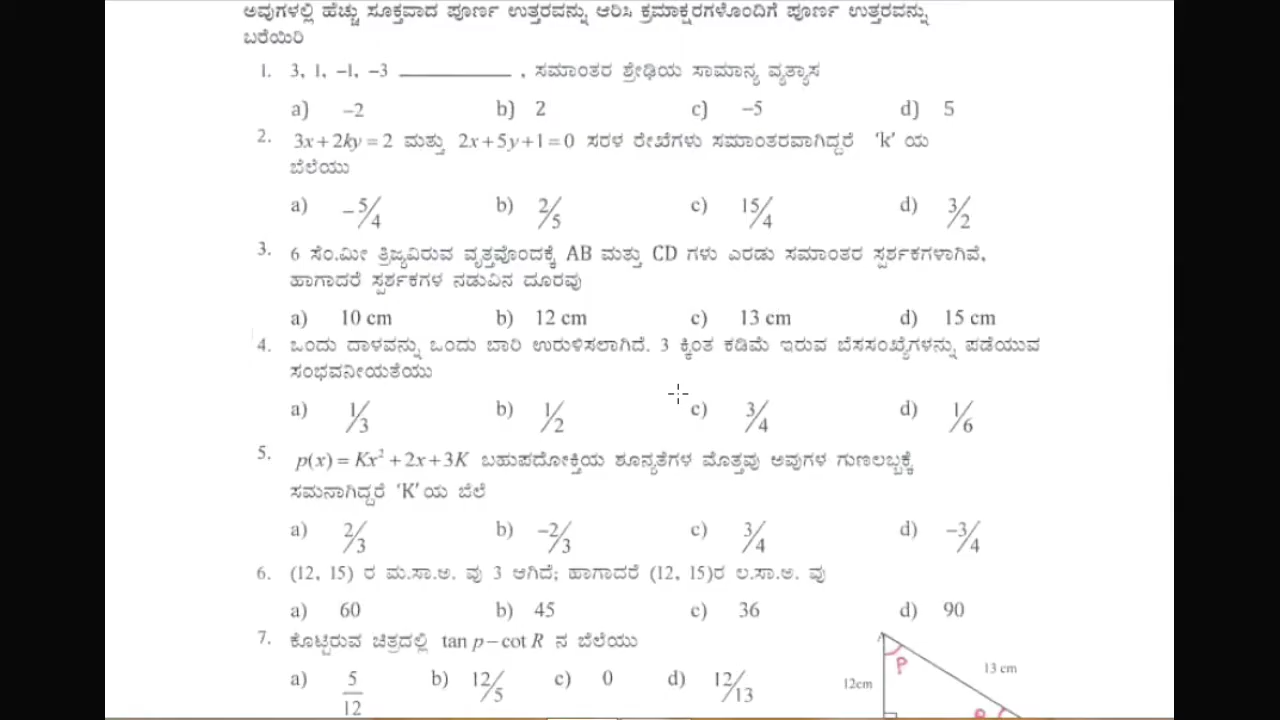 ಅವುಗಳಲ್ಲಿ ಹೆಚ್ಚು ಸೂಕ್ತವಾದ ಪೂರ್ಣ ಉತ್ತರವನ್ನು ಆರಿಸಿ ಕ್ರಮಾಕ್ಷರಗಳೊಂದಿಗೆ ಪೂರ್ಣ ಉತ್ತರವನ್ನು
ಬರೆಯಿರಿ
1. 3, 1, –1, –3 __________ , ಸಮಾಂತರ ಶ್ರೇಢಿಯ ಸಾಮಾನ್ಯ ವ್ಯತ್ಯಾಸ
a) –2 b) 2 c) –5 d) 5
2. 3x + 2ky = 2 ಮತ್ತು 2x + 5y + 1 = 0 ಸರಳ ರೇಖೆಗಳು ಸಮಾಂತರವಾಗಿದ್ದರೆ ‘k’ ಯ
ಬೆಲೆಯು
a) –5/4 b) 2/5 c) 15/4 d) 3/2
3. 6 ಸೆಂ.ಮೀ ತ್ರಿಜ್ಯವಿರುವ ವೃತ್ತವೊಂದಕ್ಕೆ AB ಮತ್ತು CD ಗಳು ಎರಡು ಸಮಾಂತರ ಸ್ಪರ್ಶಕಗಳಾಗಿವೆ,
ಹಾಗಾದರೆ ಸ್ಪರ್ಶಕಗಳ ನಡುವಿನ ದೂರವು
a) 10 cm b) 12 cm c) 13 cm d) 15 cm
4. ಒಂದು ದಾಳವನ್ನು ಒಂದು ಬಾರಿ ಉರುಳಿಸಲಾಗಿದೆ. 3 ಕ್ಕಿಂತ ಕಡಿಮೆ ಇರುವ ಬೆಸಸಂಖ್ಯೆಗಳನ್ನು ಪಡೆಯುವ
ಸಂಭವನೀಯತೆಯು
a) 1/3 b) 1/2 c) 3/4 d) 1/6
5. p(x) = Kx² + 2x + 3K ಬಹುಪದೋಕ್ತಿಯ ಶೂನ್ಯತೆಗಳ ಮೊತ್ತವು ಅವುಗಳ ಗುಣಲಬ್ಧಕ್ಕೆ
ಸಮನಾಗಿದ್ದರೆ ‘K’ ಯ ಬೆಲೆ
a) 2/3 b) –2/3 c) 3/4 d) –3/4
6. (12, 15) ರ ಮ.ಸಾ.ಅ. ವು 3 ಆಗಿದೆ; ಹಾಗಾದರೆ (12, 15)ರ ಲ.ಸಾ.ಅ. ವು
a) 60 b) 45 c) 36 d) 90
7. ಕೊಟ್ಟಿರುವ ಚಿತ್ರದಲ್ಲಿ tan p – cot R ನ ಬೆಲೆಯು
a) 5/12 b) 12/5 c) 0 d) 12/13
A
P
13 cm
12cm